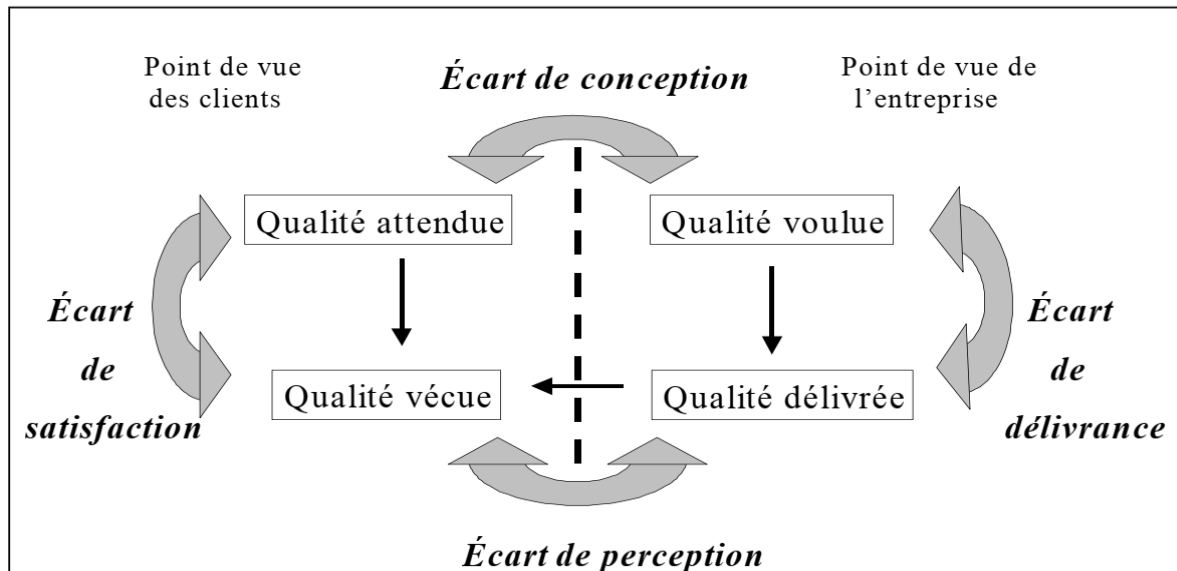 Point de vue
des clients
Écart de conception
Point de vue de
l’entreprise
Qualité attendue
Qualité voulue
Écart
de
satisfaction
Écart
de
délivrance
Qualité vécue
Qualité délivrée
Écart de perception